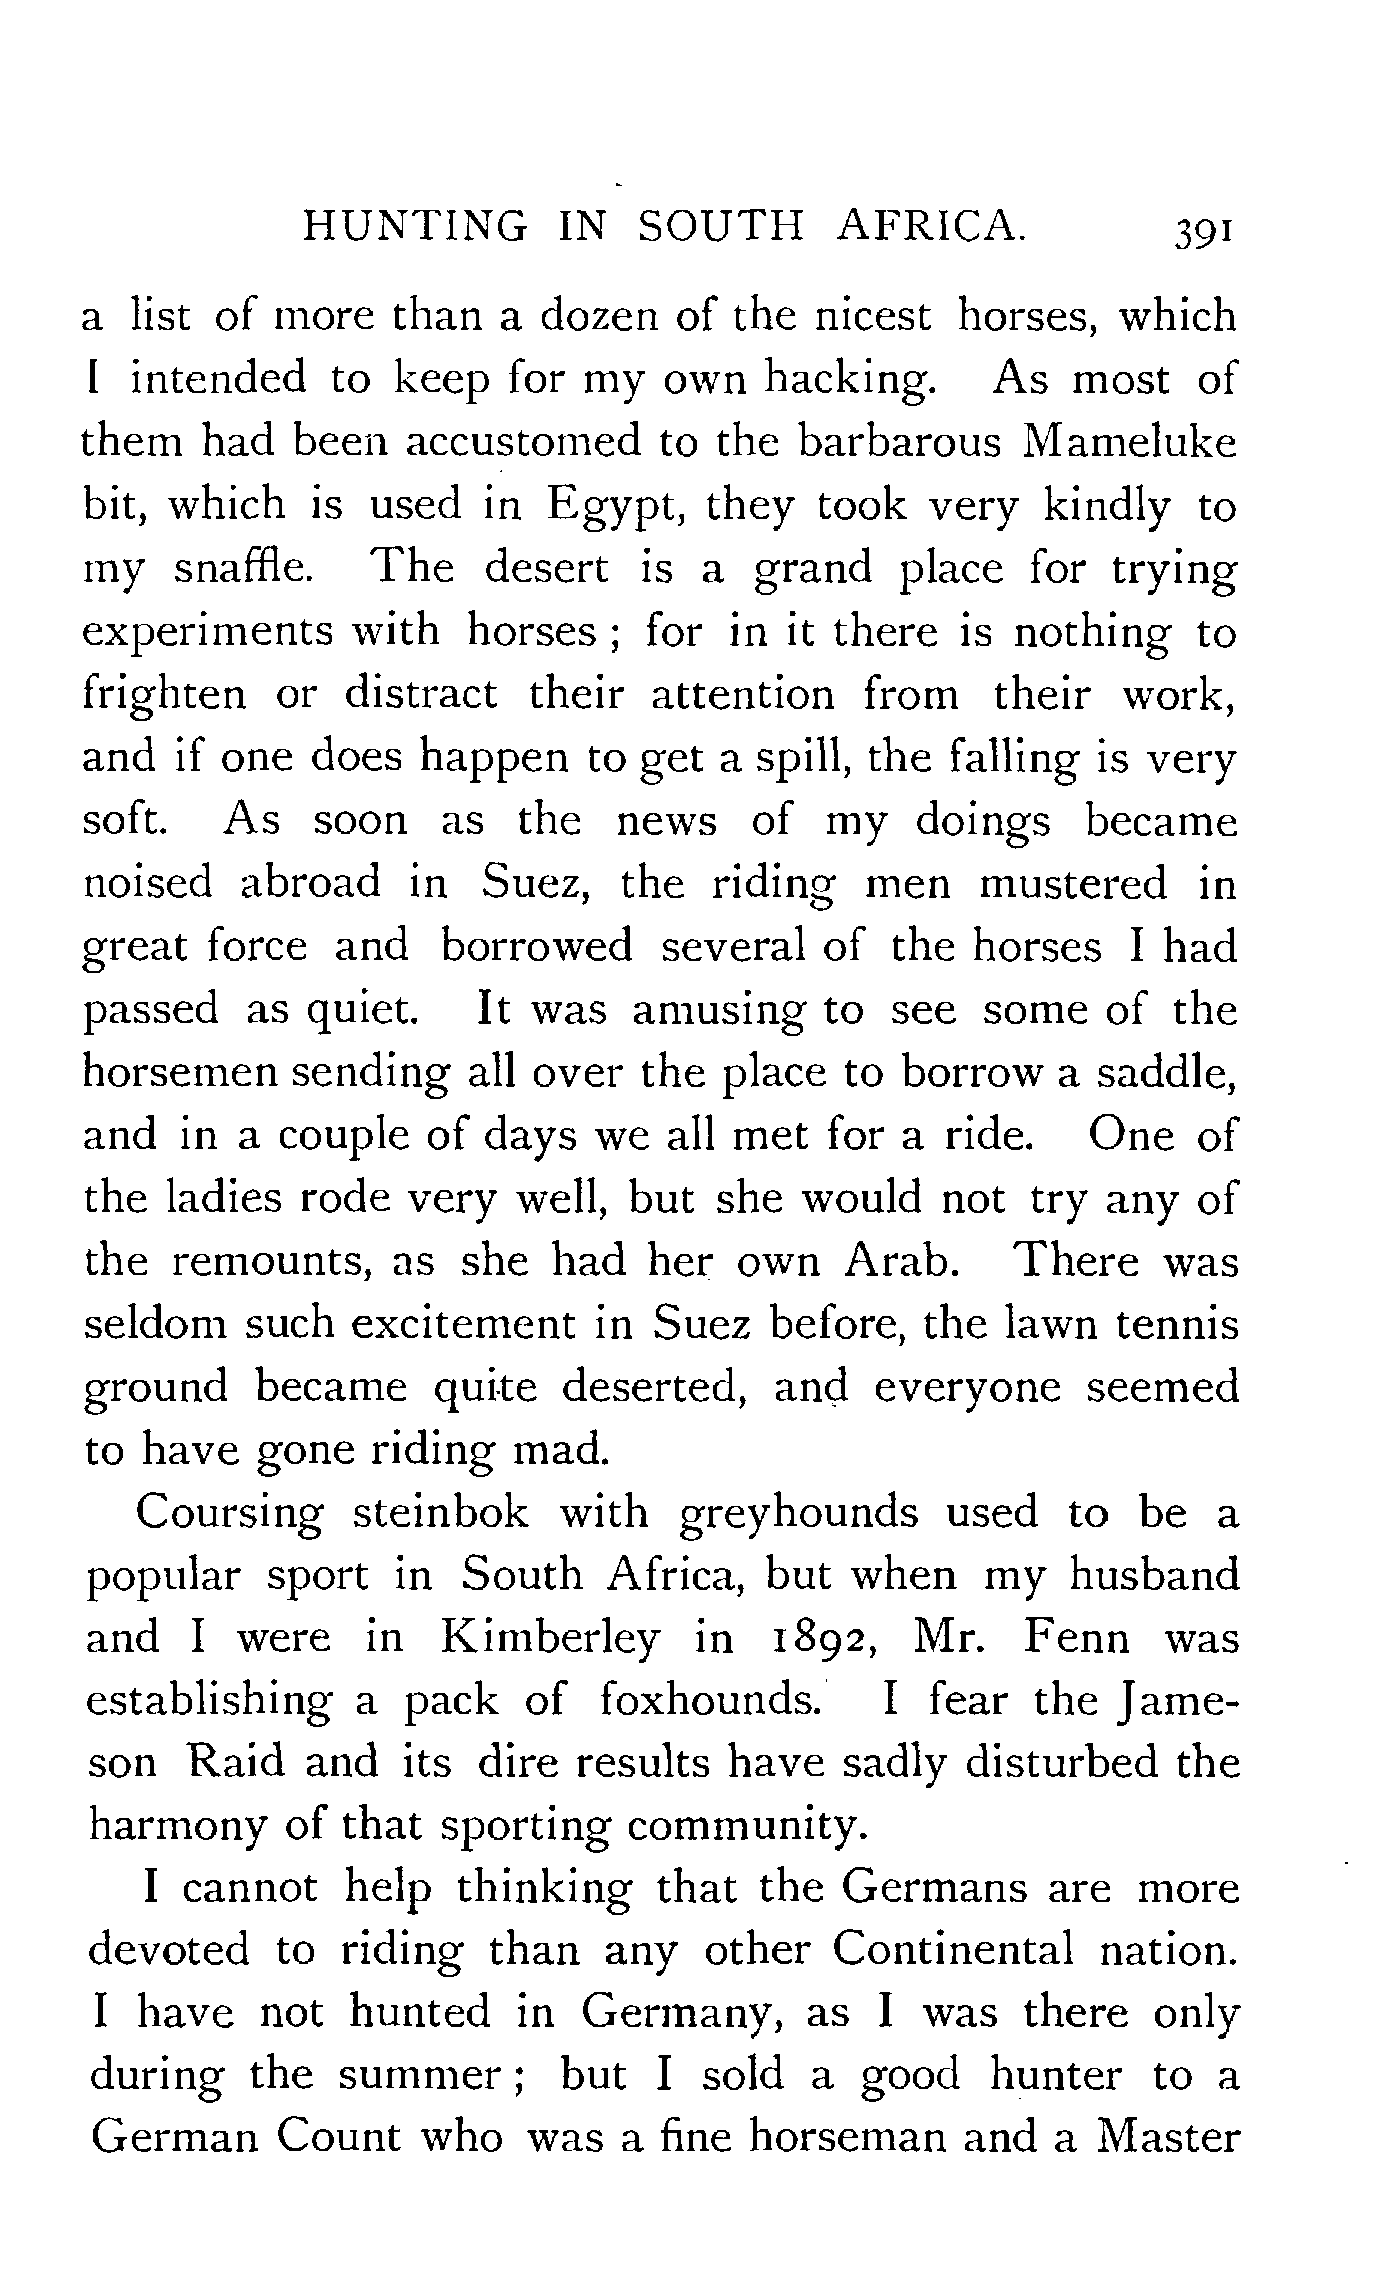 HUNTING IN SOUTH AFRICA. 391
a list of more than a dozen of the nicest horses, which
I intended to keep for my own hacking. As most of
them had been accustomed to the barbarous Mameluke
bit, which is used in Egypt, they took very kindly to
my snaffle. The desert is a grand place for trying
experiments with horses ; for in it there is nothing to
frighten or distract their attention from their work,
and if one does happen to get a spill, the falling is very
soft. As soon as the news of my doings became
noised abroad in Suez, the riding men mustered in
great force and borrowed several of the horses I had
passed as quiet. It was amusing to see some of the
horsemen sending all over the place to borrow a saddle,
and in a couple of days we all met for a ride. One of
the ladies rode very well, but she would not try any of
the remounts, as she had her own Arab. There was
seldom such excitement in Suez before, the lawn tennis
ground became quite deserted, and everyone seemed
to have gone riding mad.
Coursing steinbok with greyhounds used to be a
popular sport in South Africa, but when my husband
and I were in Kimberley in 1892, Mr. Fenn was
establishing a pack of foxhounds. I fear the Jame-
son Raid and its dire results have sadly disturbed the
harmony of that sporting community.
I cannot help thinking that the Germans are more
devoted to riding than any other Continental nation.
I have not hunted in Germany, as I was there only
during the summer ; but I sold a good hunter to a
German Count who was a fine horseman and a Master